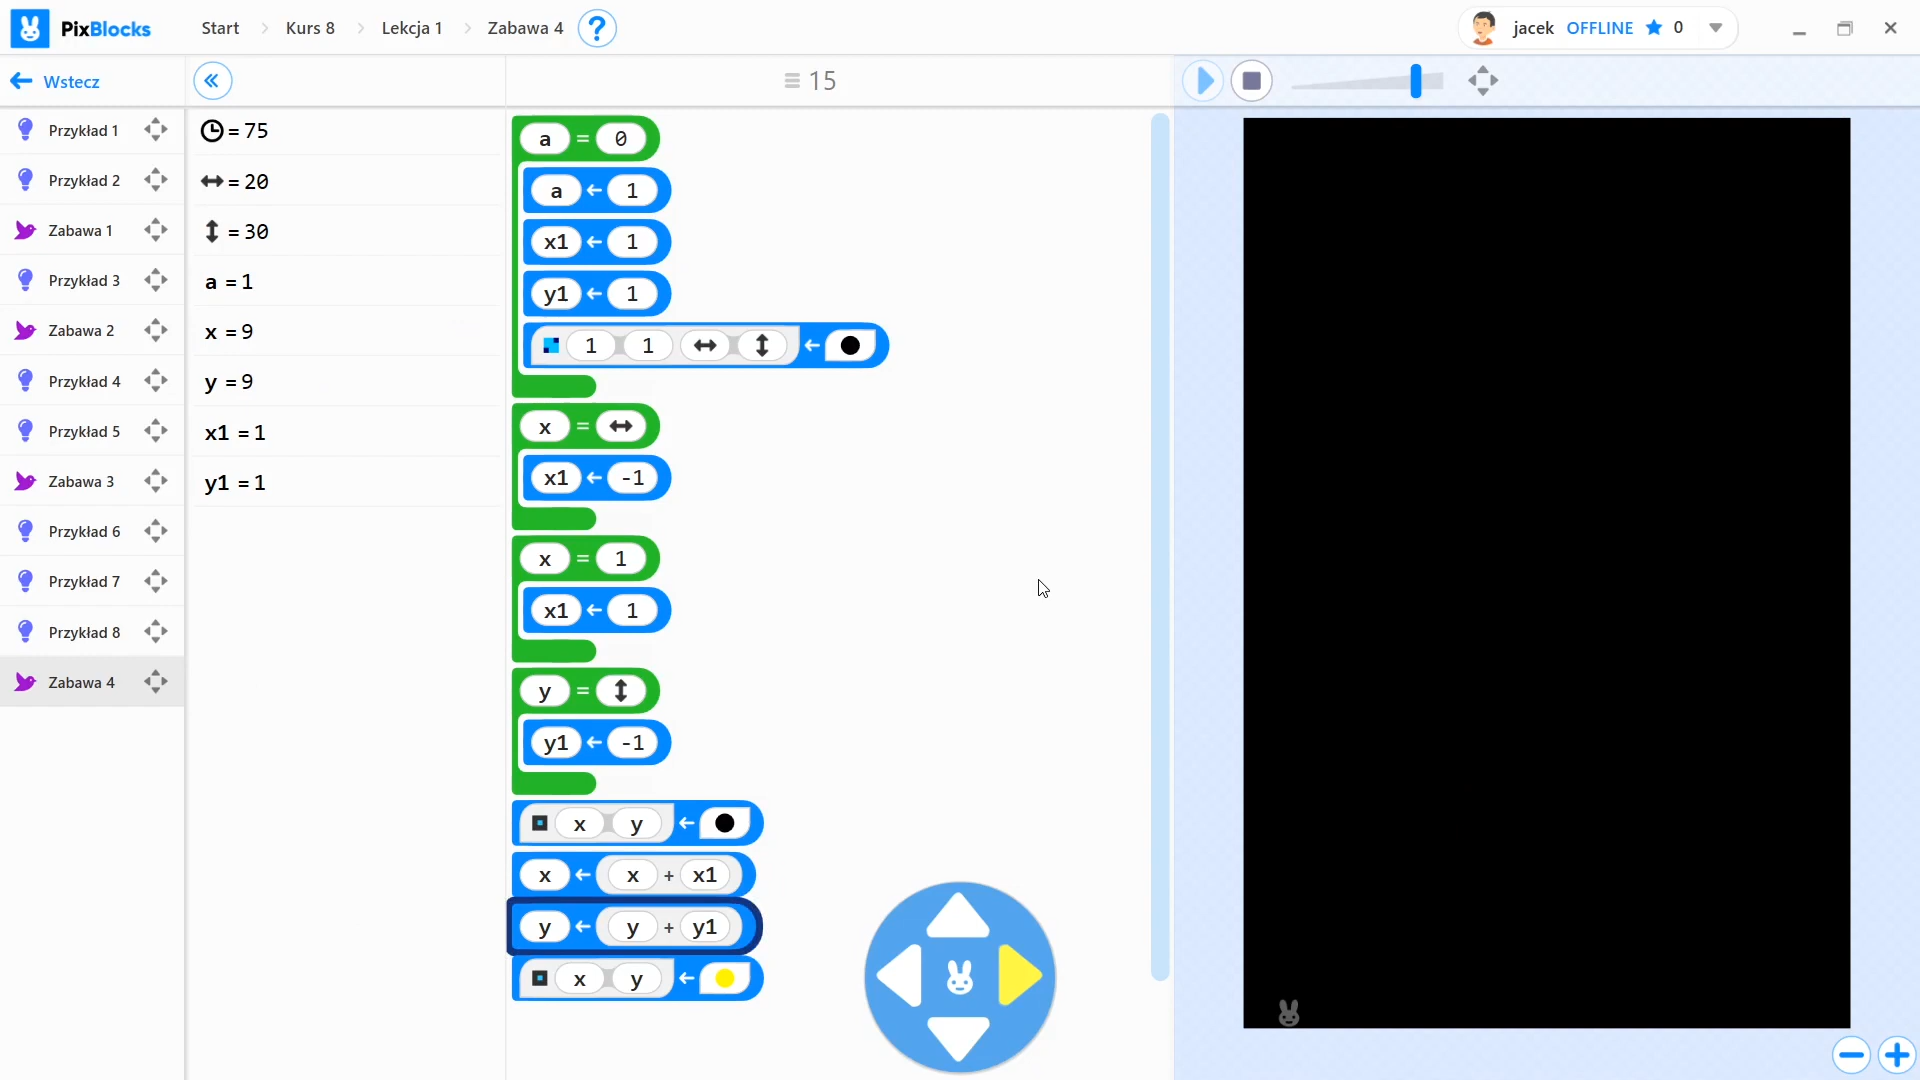 PixBlocks Start Kurs 8 Lekcja 1 Zabawa 4 ? jacek OFFLINE 0
Wstecz
15
Przykład 1
Przykład 2
Zabawa 1
Przykład 3
Zabawa 2
Przykład 4
Przykład 5
Zabawa 3
Przykład 6
Przykład 7
Przykład 8
Zabawa 4
= 75
= 20
= 30
a = 1
x = 9
y = 9
x1 = 1
y1 = 1
a = 0
a ← 1
x1 ← 1
y1 ← 1
1 1 ↔ ↕ ←
x = ↔
x1 ← -1
x = 1
x1 ← 1
y = ↕
y1 ← -1
x y ←
x ← x + x1
y ← y + y1
x y ←